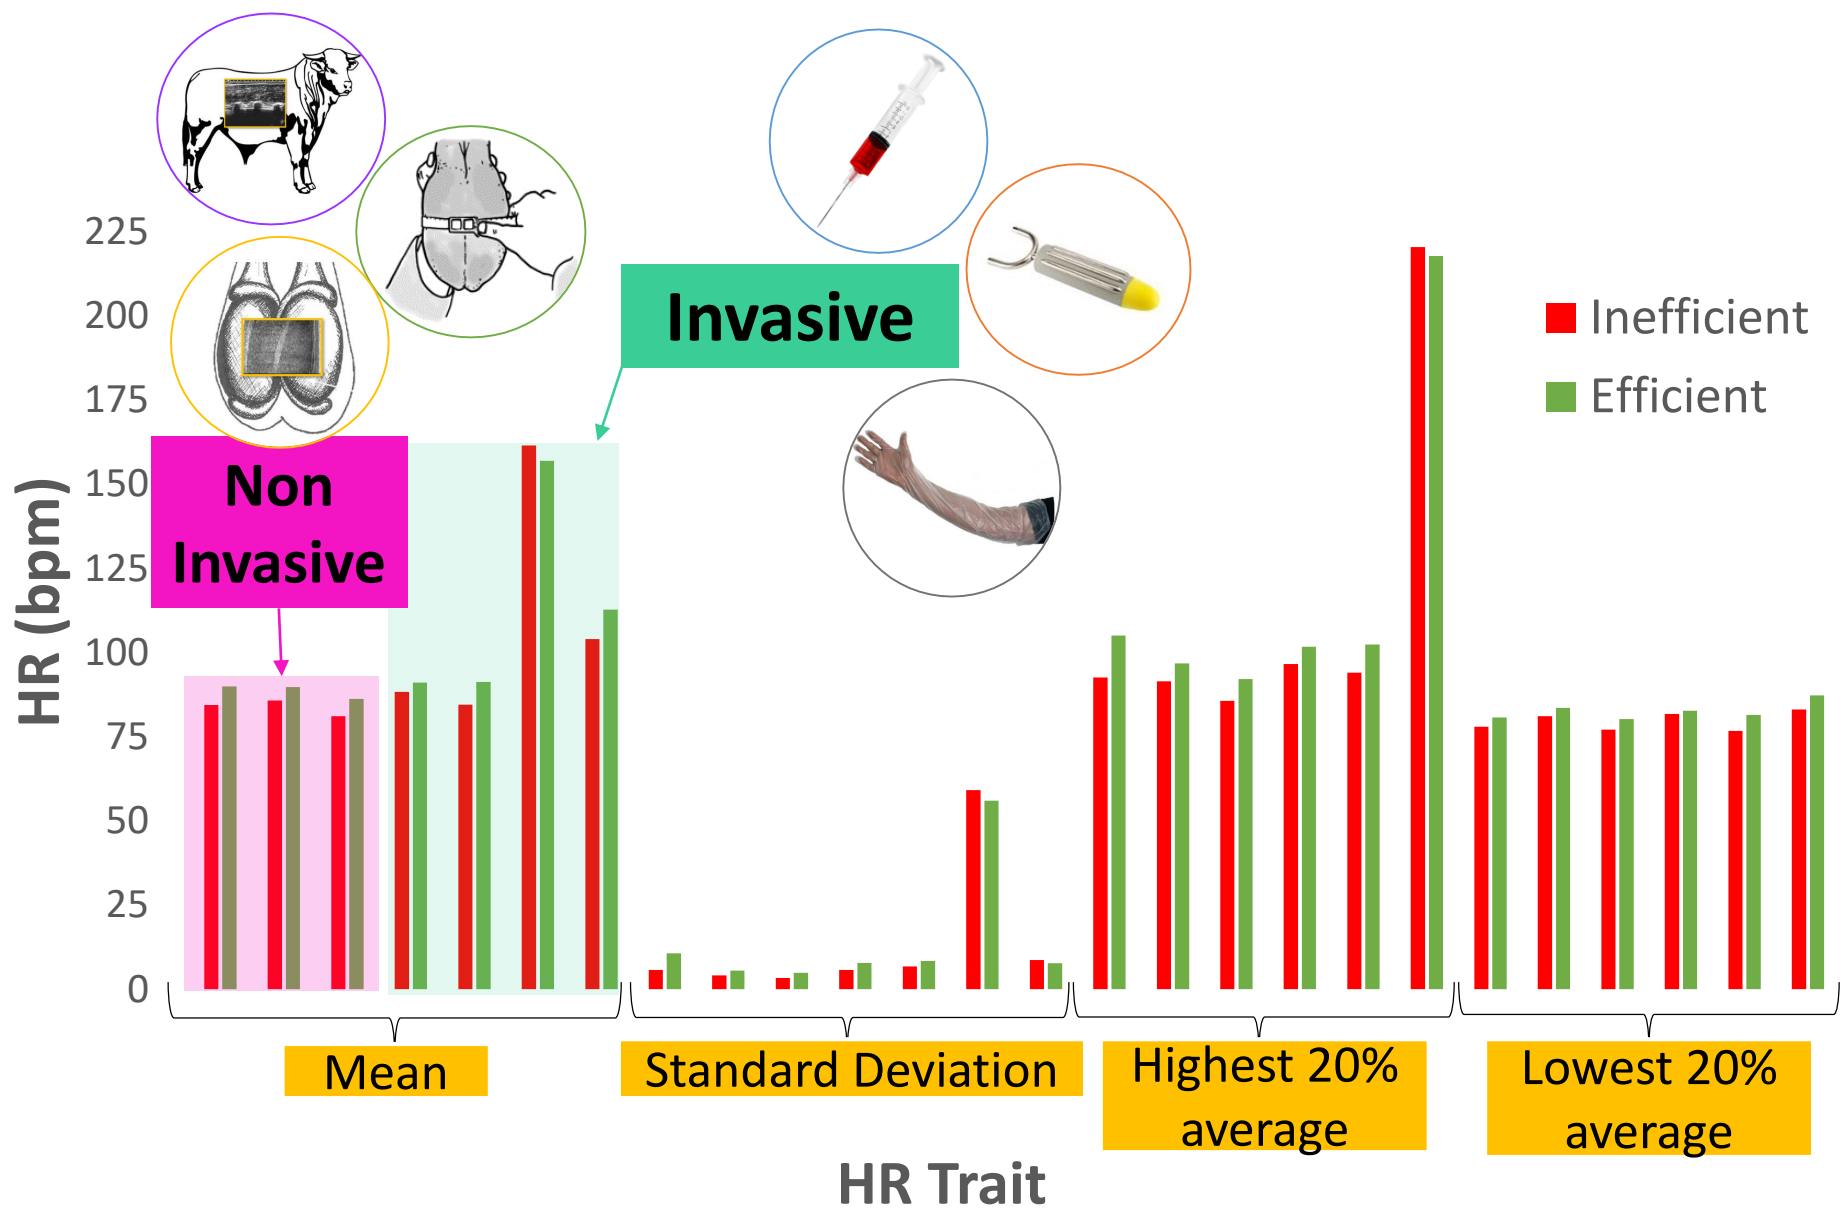 225
200
175
150
125
100
75
50
25
0
HR (bpm)
Non
Invasive
Invasive
Inefficient
Efficient
Mean
Standard Deviation
Highest 20%
average
Lowest 20%
average
HR Trait